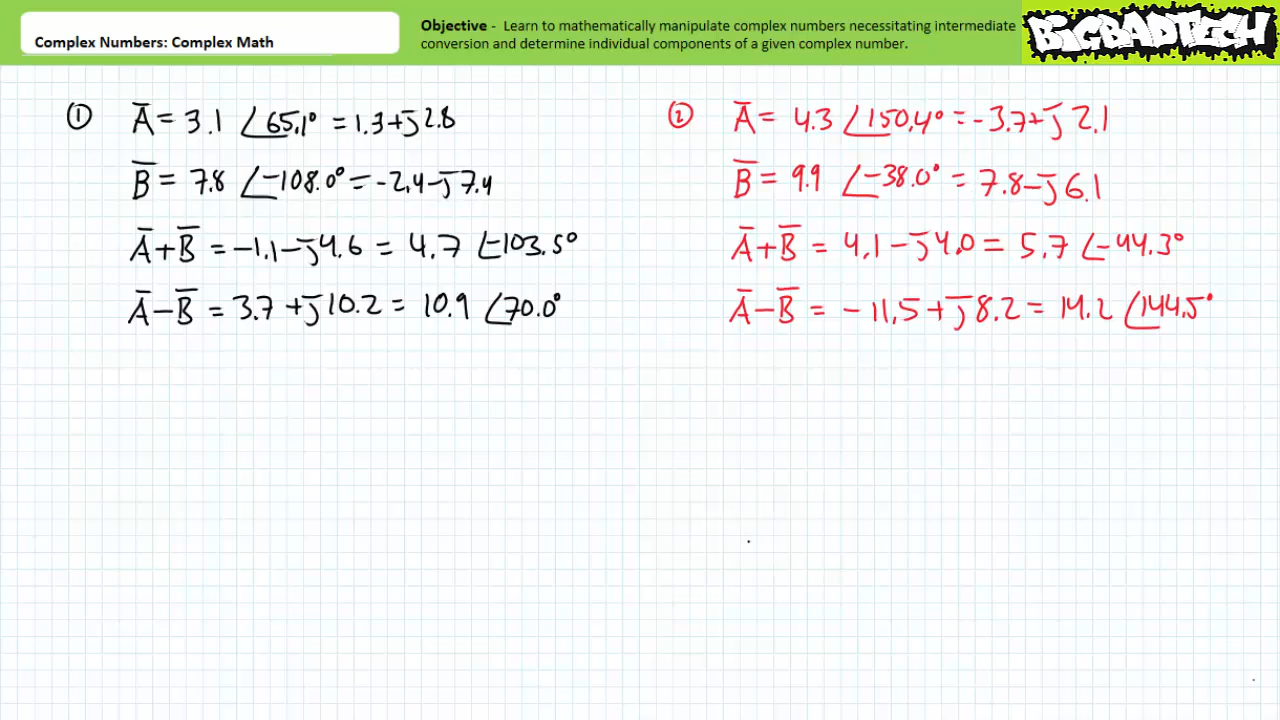 Complex Numbers: Complex Math
Objective - Learn to mathematically manipulate complex numbers necessitating intermediate
conversion and determine individual components of a given complex number.
BIGBADTECH
① A̅ = 3.1 ∠65.1° = 1.3+j2.8
B̅ = 7.8 ∠-108.0° = -2.4-j7.4
A̅+B̅ = -1.1-j4.6 = 4.7 ∠-103.5°
A̅-B̅ = 3.7+j10.2 = 10.9 ∠70.0°
② A̅ = 4.3 ∠150.4° = -3.7+j2.1
B̅ = 9.9 ∠-38.0° = 7.8-j6.1
A̅+B̅ = 4.1-j4.0 = 5.7 ∠-44.3°
A̅-B̅ = -11.5+j8.2 = 14.2 ∠144.5°